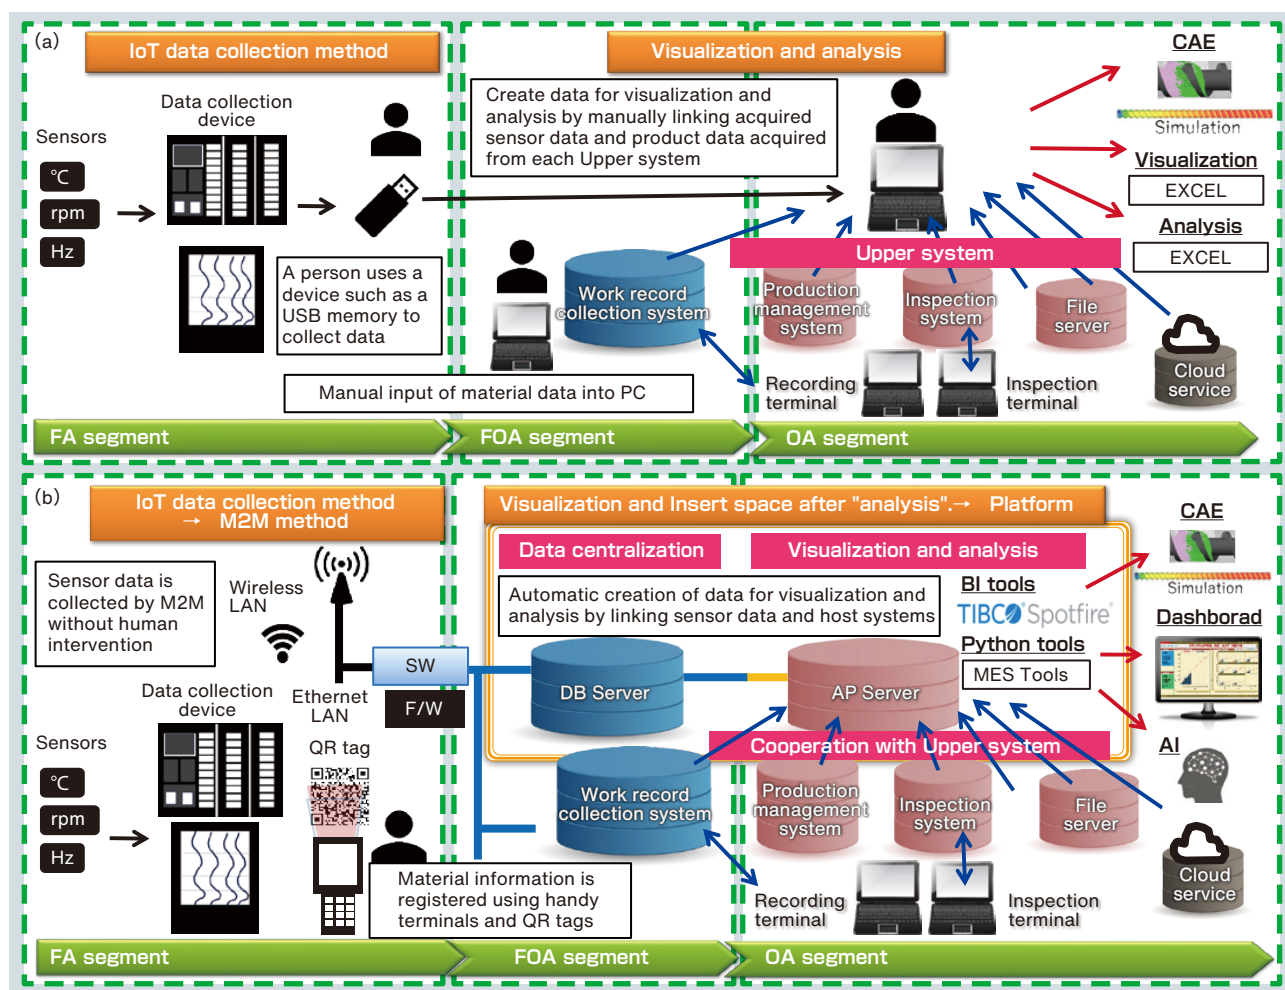 (a)
IoT data collection method
Visualization and analysis
CAE
Simulation
Data collection
device
Sensors
℃
rpm
Hz
Create data for visualization and
analysis by manually linking acquired
sensor data and product data acquired
from each Upper system
Visualization
EXCEL
Analysis
EXCEL
A person uses a
device such as a
USB memory to
collect data
Upper system
Work record
collection system
Production
management
system
Inspection
system
File
server
Cloud
service
Manual input of material data into PC
Recording
terminal
Inspection
terminal
FA segment
FOA segment
OA segment
(b)
IoT data collection method
→ M2M method
Visualization and Insert space after "analysis".→ Platform
CAE
Simulation
Data centralization
Visualization and analysis
Sensor data is
collected by M2M
without human
intervention
Wireless
LAN
Automatic creation of data for visualization and
analysis by linking sensor data and host systems
BI tools
TIBCO Spotfire®
Python tools
MES Tools
Dashborad
SW
F/W
Ethernet
LAN
DB Server
AP Server
Data collection
device
Sensors
℃
rpm
Hz
QR tag
Cooperation with Upper system
AI
Work record
collection system
Production
management
system
Inspection
system
File
server
Cloud
service
Material information is
registered using handy
terminals and QR tags
Recording
terminal
Inspection
terminal
FA segment
FOA segment
OA segment